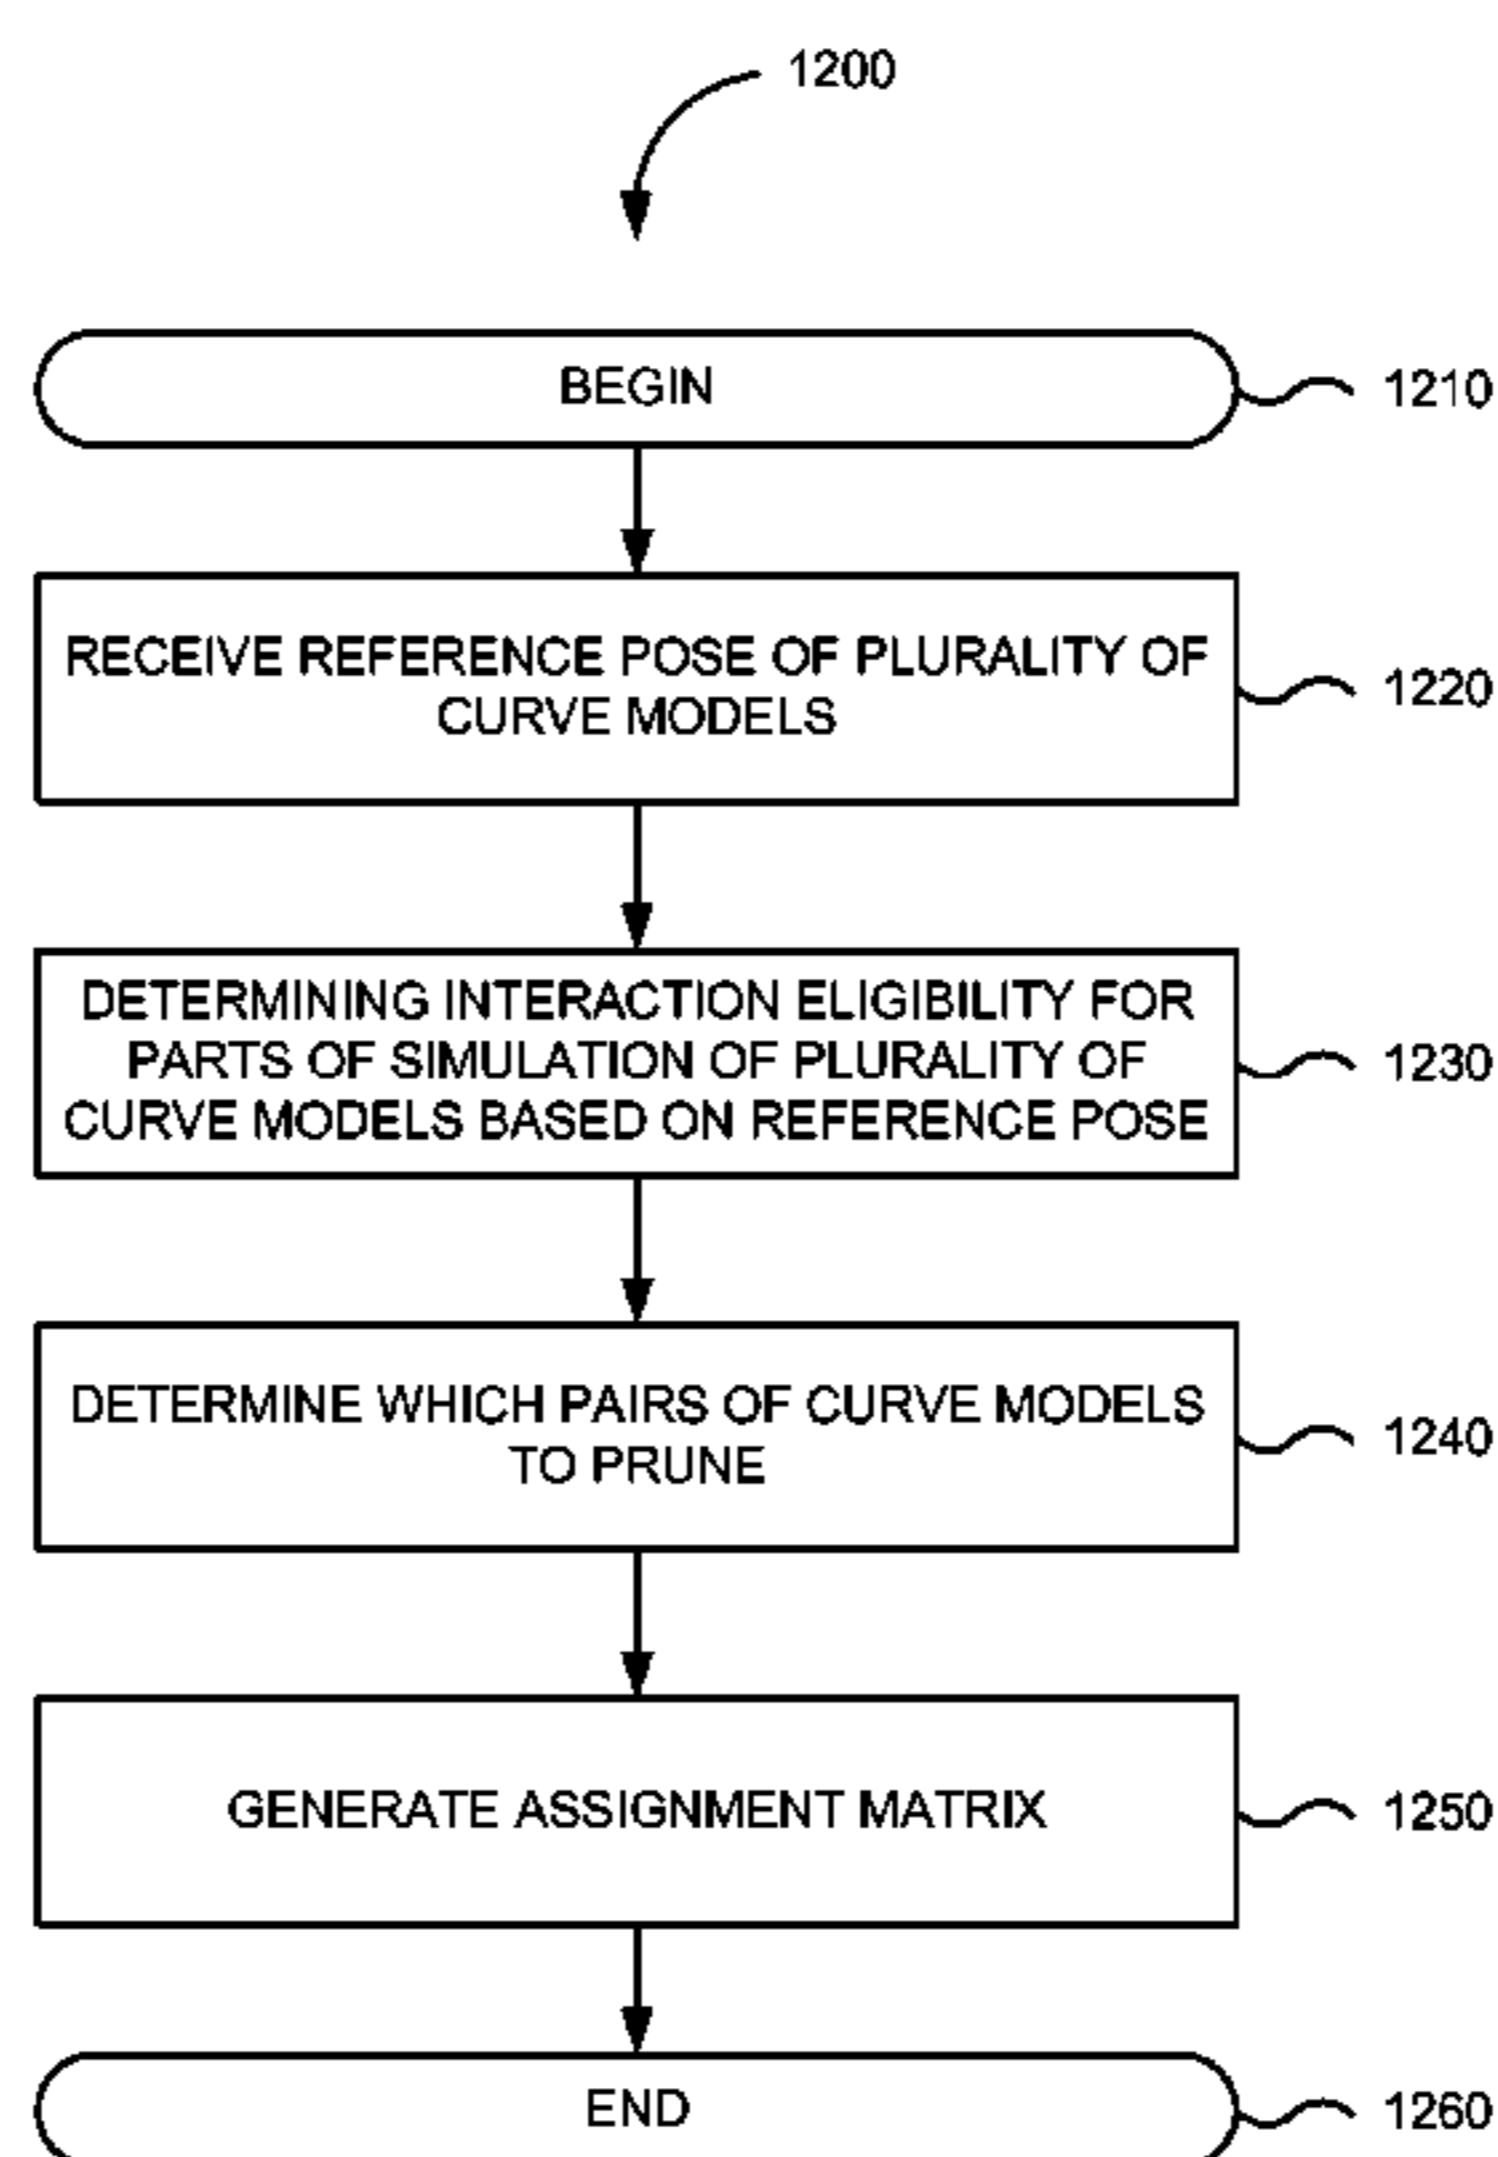 1200
BEGIN
1210
RECEIVE REFERENCE POSE OF PLURALITY OF
CURVE MODELS
1220
DETERMINING INTERACTION ELIGIBILITY FOR
PARTS OF SIMULATION OF PLURALITY OF
CURVE MODELS BASED ON REFERENCE POSE
1230
DETERMINE WHICH PAIRS OF CURVE MODELS
TO PRUNE
1240
GENERATE ASSIGNMENT MATRIX
1250
END
1260